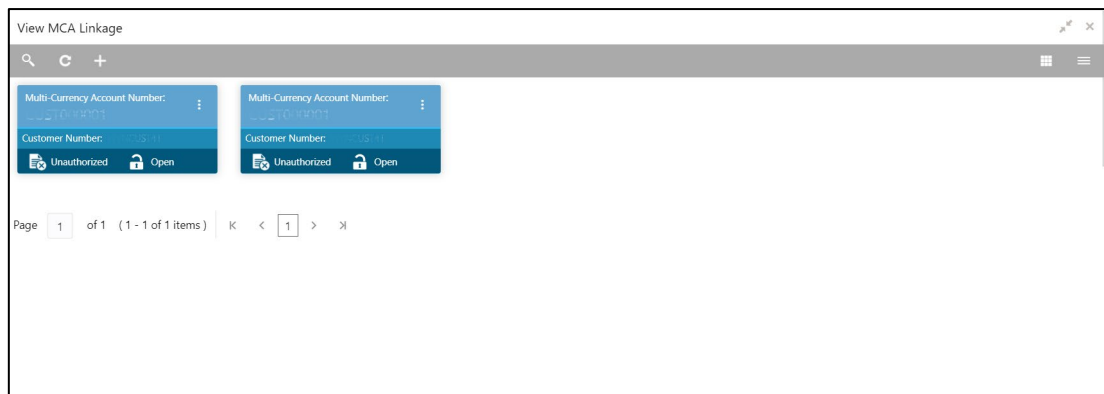 View MCA Linkage
Multi-Currency Account Number:
Customer Number:
Unauthorized Open
Multi-Currency Account Number:
Customer Number:
Unauthorized Open
Page 1 of 1 ( 1 - 1 of 1 items ) 1